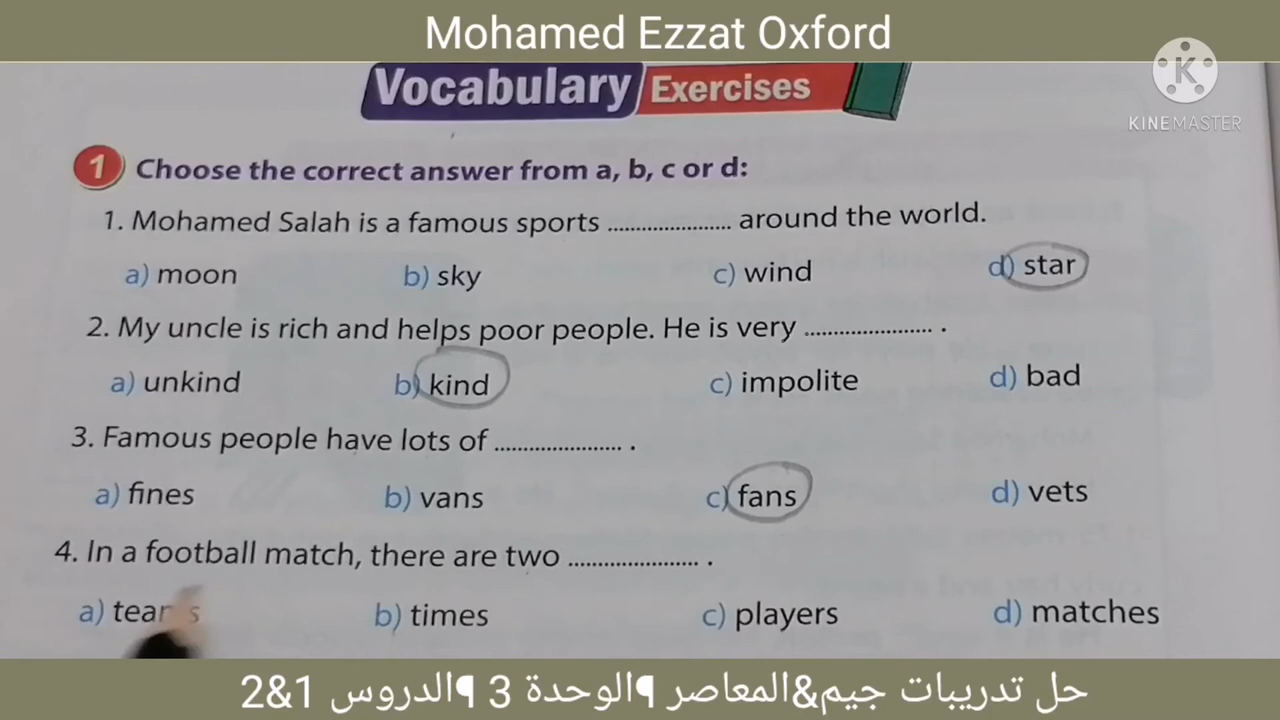 Mohamed Ezzat Oxford
KINEMASTER
Vocabulary Exercises
1 Choose the correct answer from a, b, c or d:
1. Mohamed Salah is a famous sports ..................... around the world.
a) moon b) sky c) wind d) star
2. My uncle is rich and helps poor people. He is very ..................... .
a) unkind b) kind c) impolite d) bad
3. Famous people have lots of ..................... .
a) fines b) vans c) fans d) vets
4. In a football match, there are two ..................... .
a) b) times c) players d) matches
حل تدريبات جيم&المعاصر ¶الوحدة 3 ¶الدروس 1&2